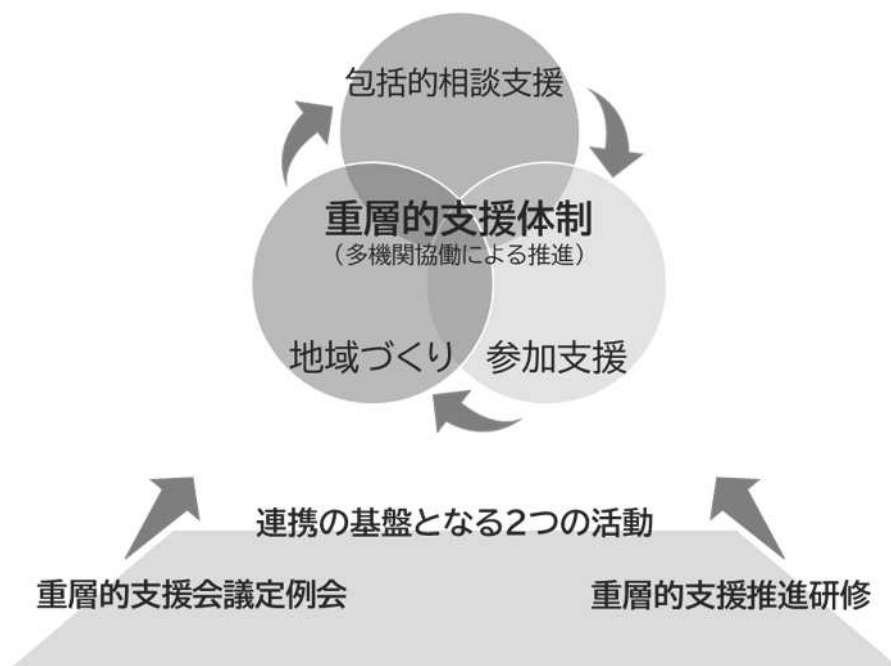 包括的相談支援
重層的支援体制
（多機関協働による推進）
地域づくり 参加支援
連携の基盤となる2つの活動
重層的支援会議定例会
重層的支援推進研修